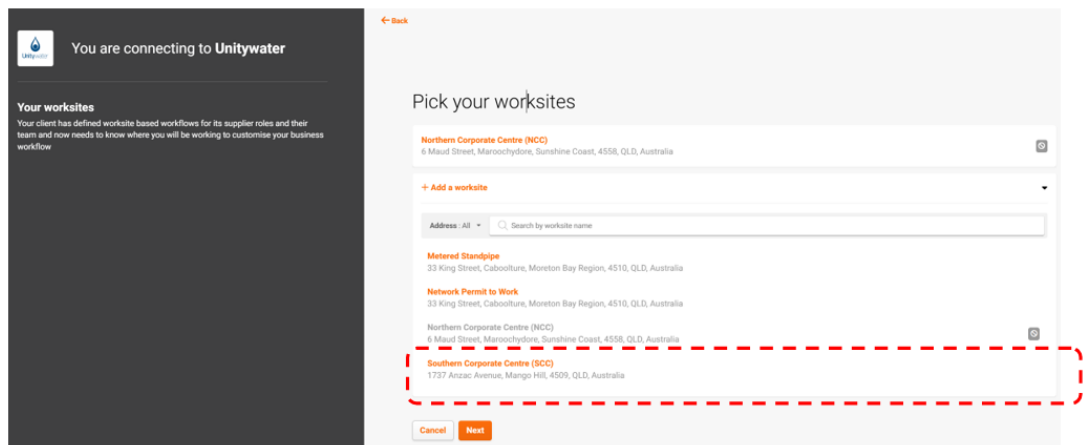 Back
Unitywater
You are connecting to Unitywater
Your worksites
Your client has defined worksite based workflows for its supplier roles and their
team and now needs to know where you will be working to customise your business
workflow
Pick your worksites
Northern Corporate Centre (NCC)
6 Maud Street, Maroochydore, Sunshine Coast, 4558, QLD, Australia
+ Add a worksite
Address : All Search by worksite name
Metered Standpipe
33 King Street, Caboolture, Moreton Bay Region, 4510, QLD, Australia
Network Permit to Work
33 King Street, Caboolture, Moreton Bay Region, 4510, QLD, Australia
Northern Corporate Centre (NCC)
6 Maud Street, Maroochydore, Sunshine Coast, 4558, QLD, Australia
Southern Corporate Centre (SCC)
1737 Anzac Avenue, Mango Hill, 4509, QLD, Australia
Cancel Next